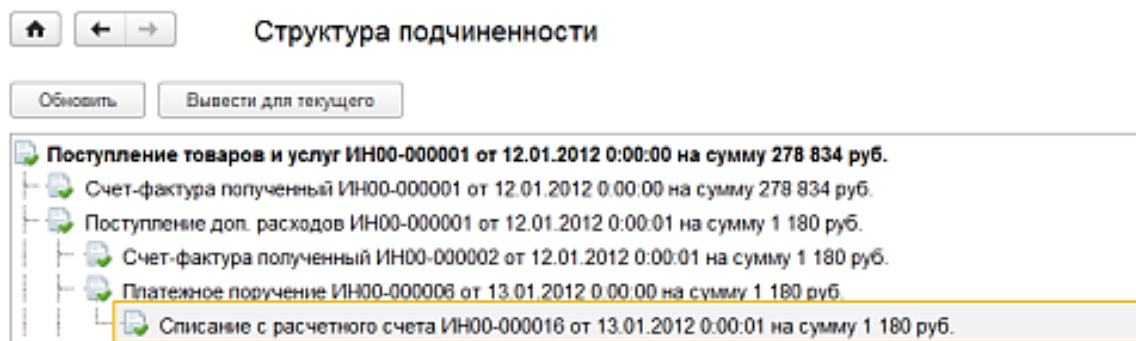 Структура подчиненности
Обновить Вывести для текущего
Поступление товаров и услуг ИН00-000001 от 12.01.2012 0:00:00 на сумму 278 834 руб.
Счет-фактура полученный ИН00-000001 от 12.01.2012 0:00:00 на сумму 278 834 руб.
Поступление доп. расходов ИН00-000001 от 12.01.2012 0:00:01 на сумму 1 180 руб.
Счет-фактура полученный ИН00-000002 от 12.01.2012 0:00:01 на сумму 1 180 руб.
Платежное поручение ИН00-000006 от 13.01.2012 0:00:00 на сумму 1 180 руб.
Списание с расчетного счета ИН00-000016 от 13.01.2012 0:00:01 на сумму 1 180 руб.